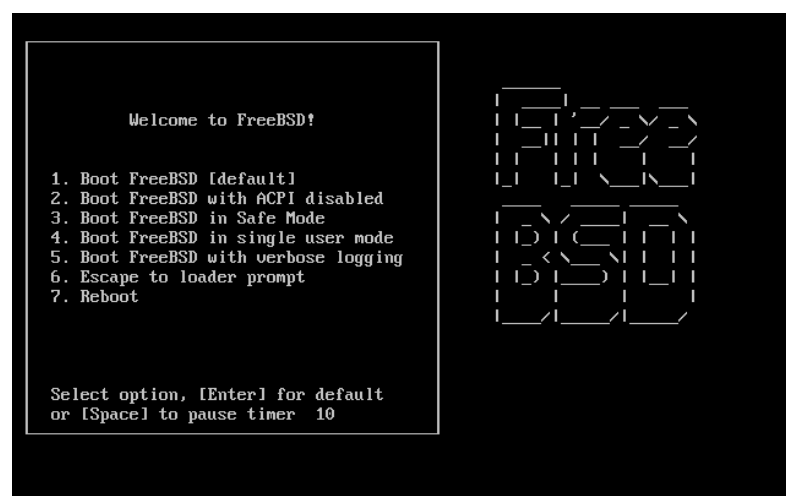 Welcome to FreeBSD!
1. Boot FreeBSD [default]
2. Boot FreeBSD with ACPI disabled
3. Boot FreeBSD in Safe Mode
4. Boot FreeBSD in single user mode
5. Boot FreeBSD with verbose logging
6. Escape to loader prompt
7. Reboot
Select option, [Enter] for default
or [Space] to pause timer  10
Free
BSD